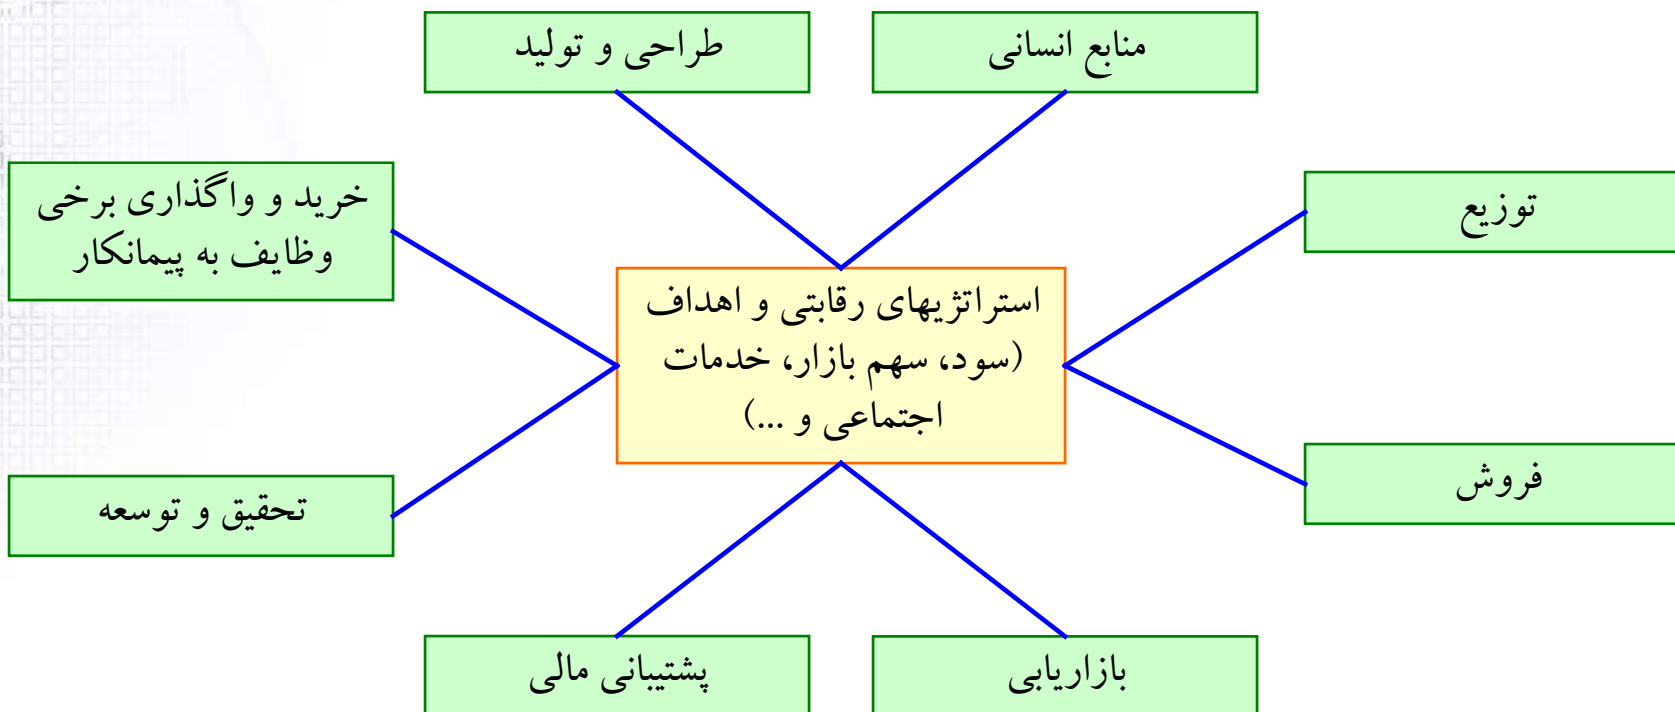 منابع انسانی
طراحی و تولید
توزیع
خرید و واگذاری برخی
وظایف به پیمانکار
استراتژیهای رقابتی و اهداف
(سود، سهم بازار، خدمات
اجتماعی و ...)
فروش
تحقیق و توسعه
بازاریابی
پشتیبانی مالی